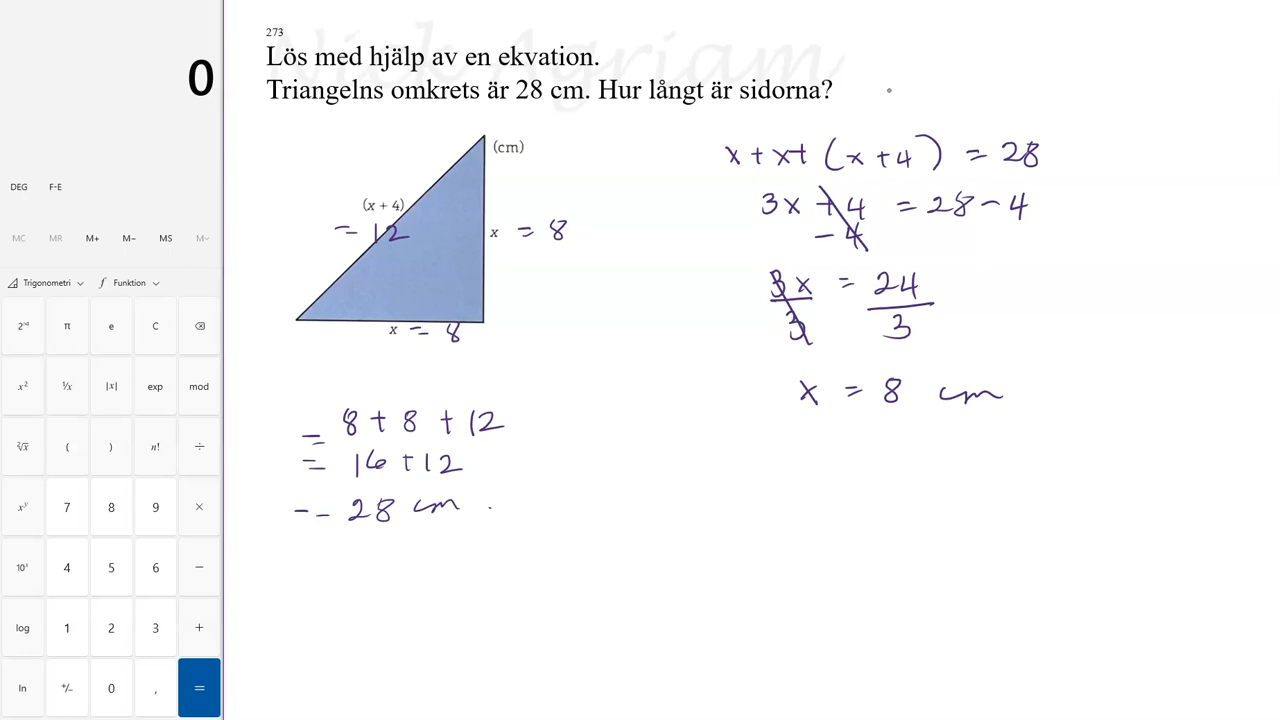 273
Lös med hjälp av en ekvation.
Triangelns omkrets är 28 cm. Hur långt är sidorna?
Nick Agriam
0
DEG F-E
MC MR M+ M− MS M˅
Trigonometri Funktion
2ⁿᵈ π e C
x² ¹/x |x| exp mod
²√x ( ) n! ÷
xʸ 7 8 9 ×
10ˣ 4 5 6 −
log 1 2 3 +
ln +/− 0 , =
(cm)
(x + 4)
= 12
x = 8
x = 8
x + x + (x + 4) = 28
3x + 4 = 28 − 4
− 4
3x = 24
3 3
x = 8 cm
= 8 + 8 + 12
= 16 + 12
= 28 cm